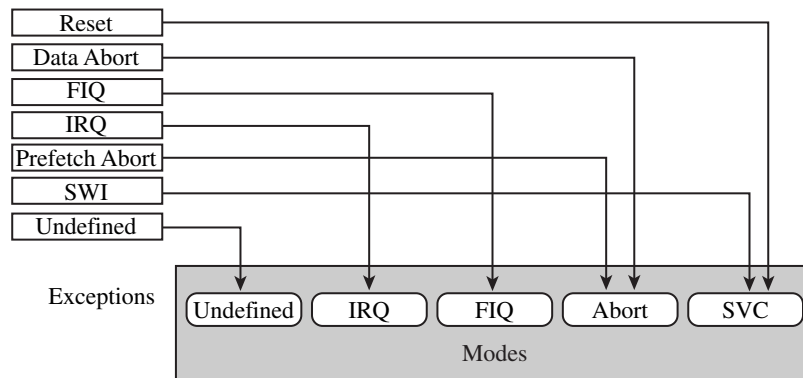 Reset
Data Abort
FIQ
IRQ
Prefetch Abort
SWI
Undefined
Exceptions
Undefined
IRQ
FIQ
Abort
SVC
Modes